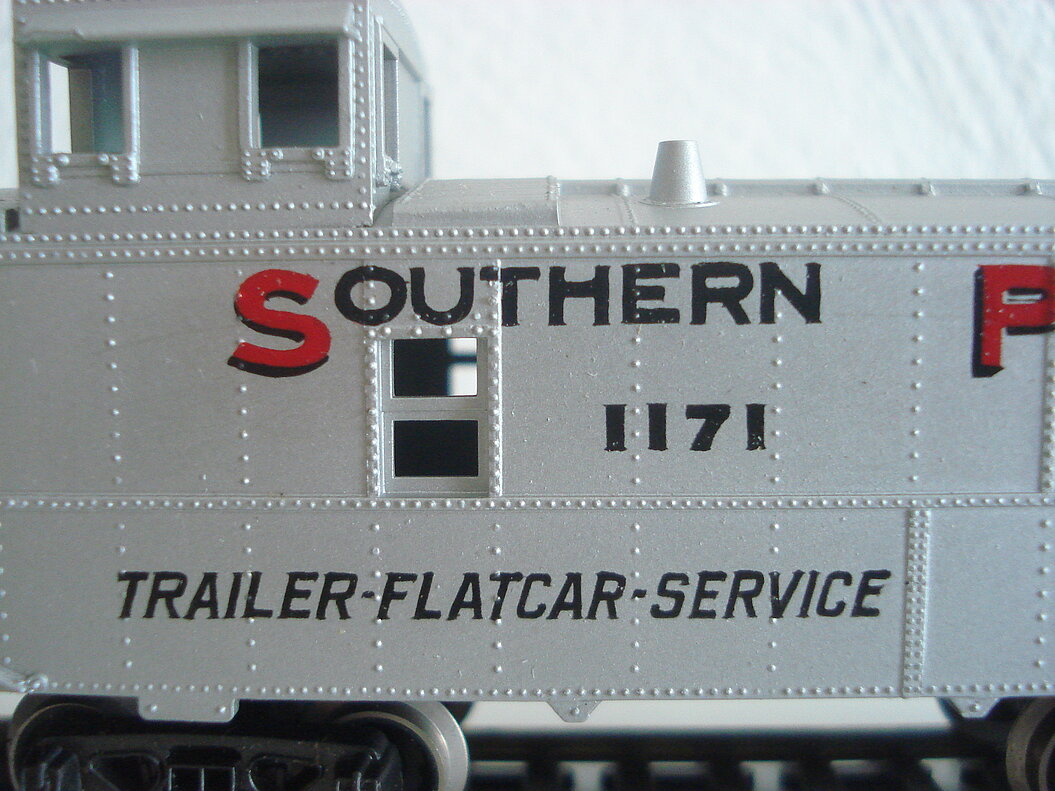 SOUTHERN P
1171
TRAILER-FLATCAR-SERVICE